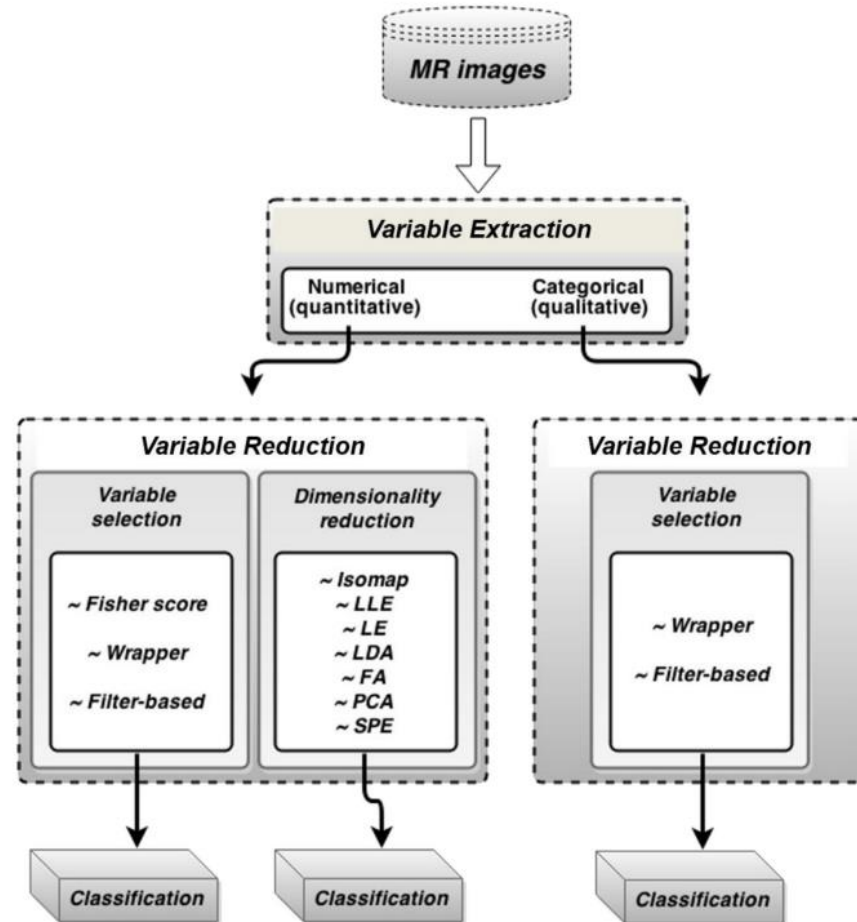 MR images
Variable Extraction
Numerical
(quantitative)
Categorical
(qualitative)
Variable Reduction
Variable
selection
~ Fisher score
~ Wrapper
~ Filter-based
Dimensionality
reduction
~ Isomap
~ LLE
~ LE
~ LDA
~ FA
~ PCA
~ SPE
Variable Reduction
Variable
selection
~ Wrapper
~ Filter-based
Classification
Classification
Classification